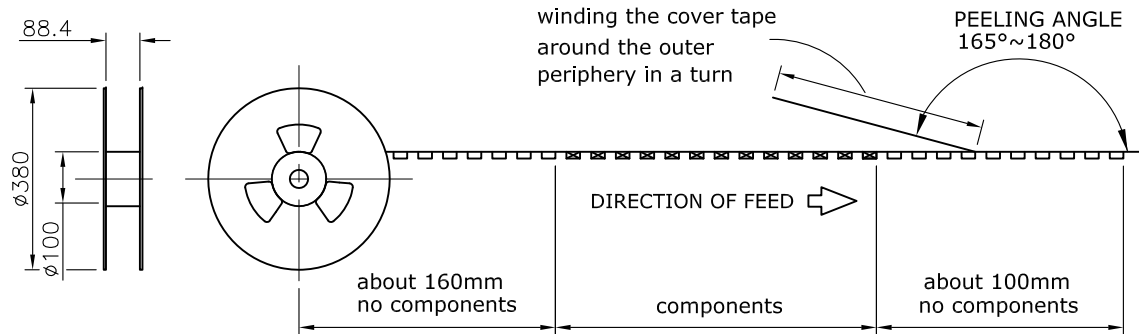 88.4
ø380
ø100
winding the cover tape
around the outer
periphery in a turn
PEELING ANGLE
165°~180°
DIRECTION OF FEED
about 160mm
no components
components
about 100mm
no components